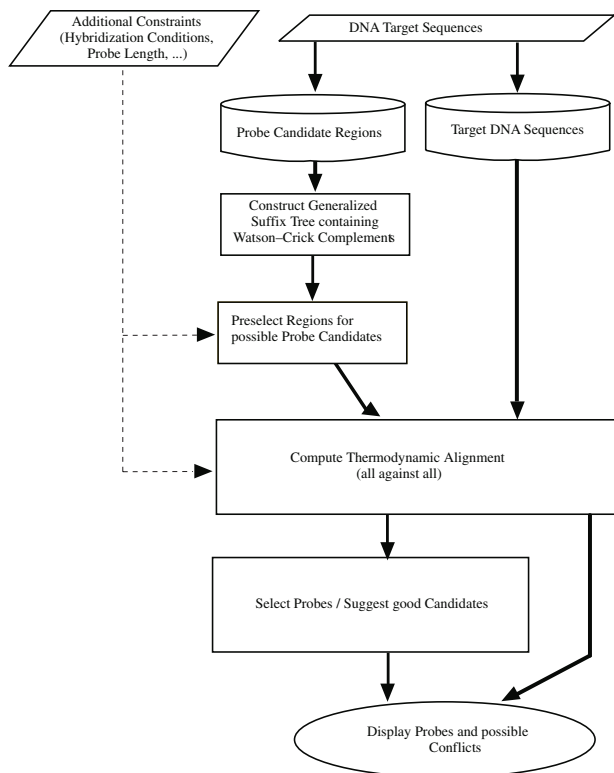 Additional Constraints
(Hybridization Conditions,
Probe Length, ...)
DNA Target Sequences
Probe Candidate Regions
Target DNA Sequences
Construct Generalized
Suffix Tree containing
Watson–Crick Complements
Preselect Regions for
possible Probe Candidates
Compute Thermodynamic Alignment
(all against all)
Select Probes / Suggest good Candidates
Display Probes and possible
Conflicts